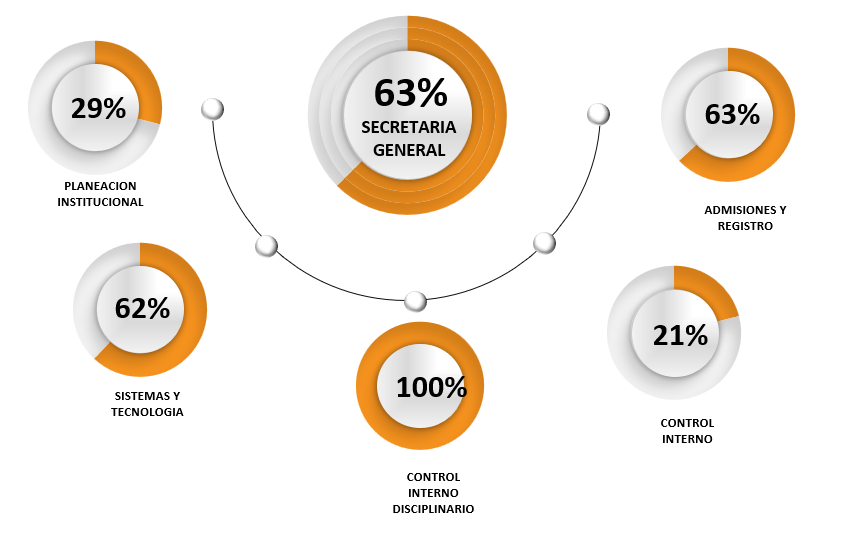 63%
SECRETARIA
GENERAL
29%
PLANEACION
INSTITUCIONAL
63%
ADMISIONES Y
REGISTRO
62%
SISTEMAS Y
TECNOLOGIA
100%
CONTROL
INTERNO
DISCIPLINARIO
21%
CONTROL
INTERNO